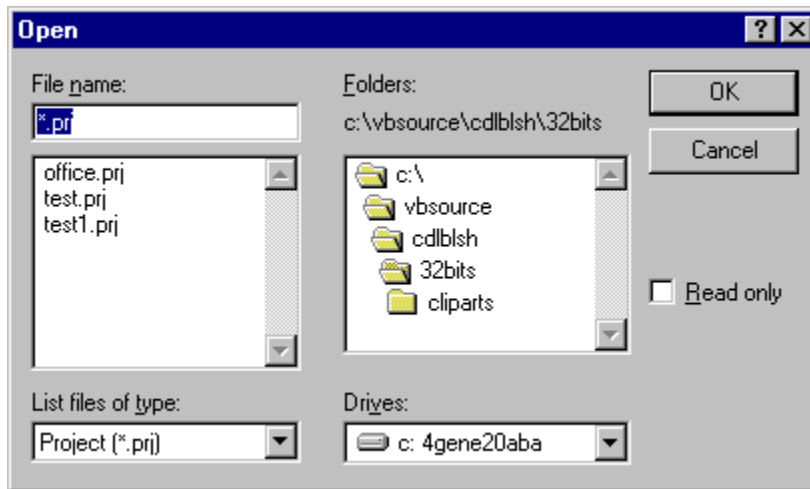 Open
File name:
*.prj
office.prj
test.prj
test1.prj
List files of type:
Project (*.prj)
Folders:
c:\vbsource\cdlblsh\32bits
c:\
vbsource
cdlblsh
32bits
cliparts
Drives:
c: 4gene20aba
OK
Cancel
Read only